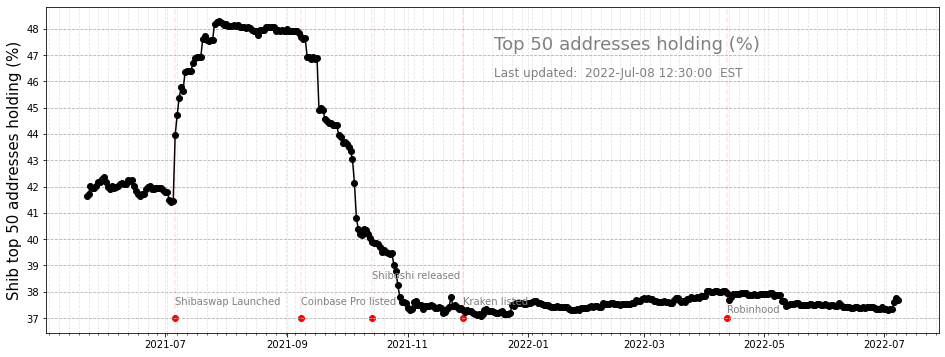 Top 50 addresses holding (%)
Last updated:  2022-Jul-08 12:30:00  EST
Shib top 50 addresses holding (%)
48
47
46
45
44
43
42
41
40
39
38
37
Shiboshi released
Shibaswap Launched
Coinbase Pro listed
Kraken listed
Robinhood
2021-07
2021-09
2021-11
2022-01
2022-03
2022-05
2022-07